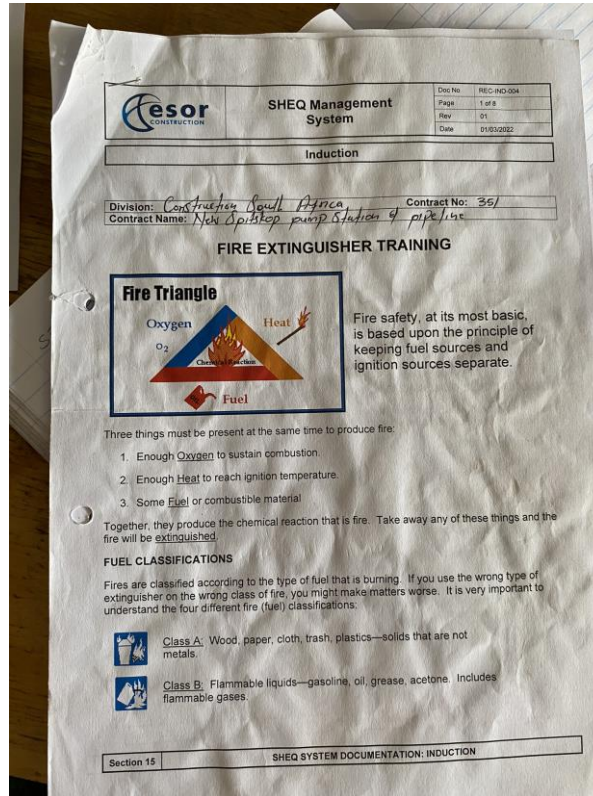 esor
CONSTRUCTION
SHEQ Management
System
Doc No REC-IND-004
Page 1 of 8
Rev 01
Date 01/03/2022
Induction
Division: Construction South Africa Contract No: 351
Contract Name: New Spitskop pump station & pipeline
FIRE EXTINGUISHER TRAINING
Fire Triangle
Oxygen
O2
Heat
Chemical Reaction
Fuel
Fire safety, at its most basic,
is based upon the principle of
keeping fuel sources and
ignition sources separate.
Three things must be present at the same time to produce fire:
1. Enough Oxygen to sustain combustion.
2. Enough Heat to reach ignition temperature.
3. Some Fuel or combustible material
Together, they produce the chemical reaction that is fire. Take away any of these things and the
fire will be extinguished.
FUEL CLASSIFICATIONS
Fires are classified according to the type of fuel that is burning. If you use the wrong type of
extinguisher on the wrong class of fire, you might make matters worse. It is very important to
understand the four different fire (fuel) classifications:
Class A: Wood, paper, cloth, trash, plastics—solids that are not
metals.
Class B: Flammable liquids—gasoline, oil, grease, acetone. Includes
flammable gases.
Section 15 SHEQ SYSTEM DOCUMENTATION: INDUCTION